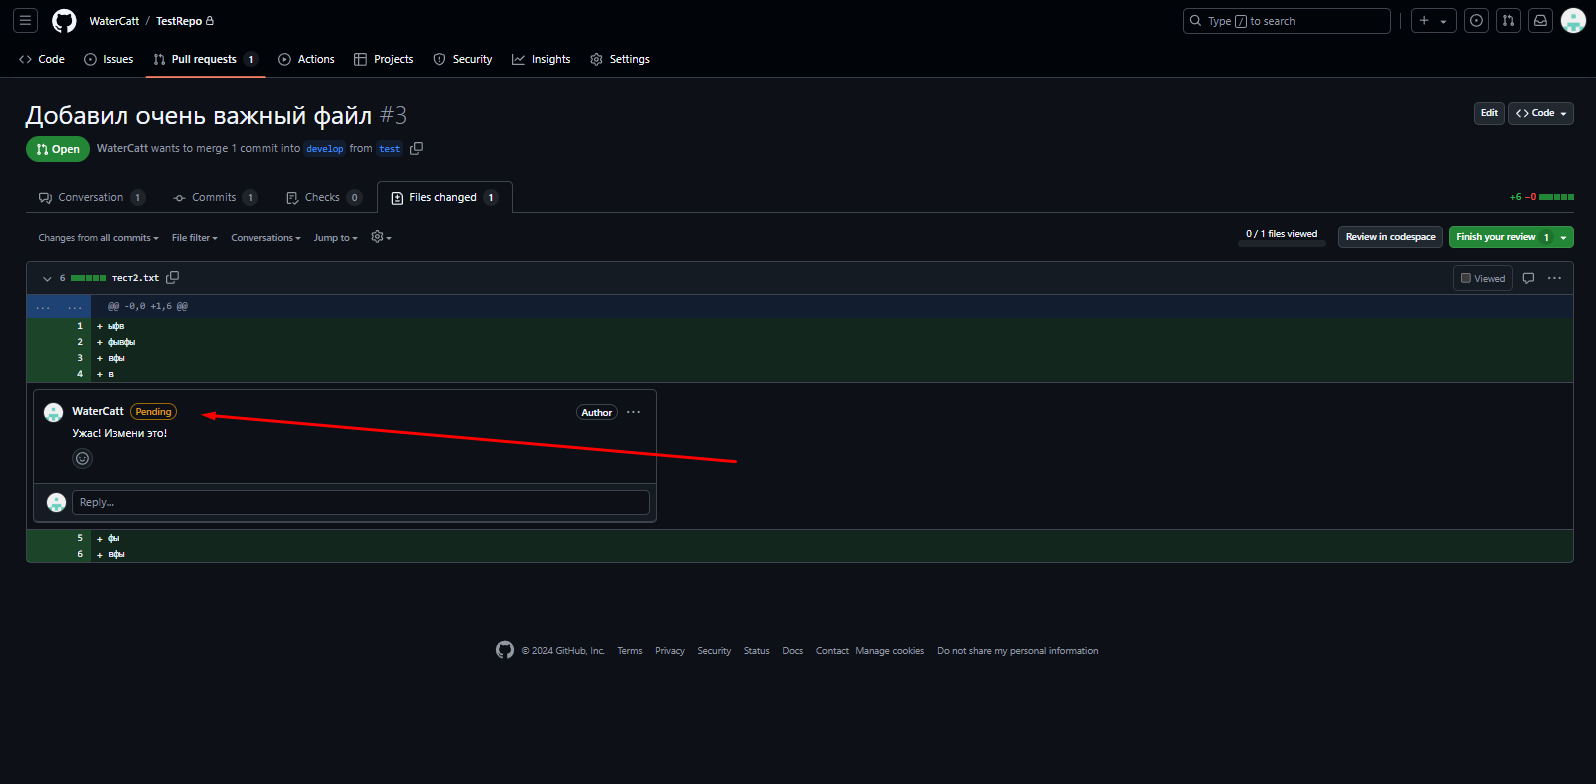 WaterCatt / TestRepo
Type / to search
Code
Issues
Pull requests 1
Actions
Projects
Security
Insights
Settings
Добавил очень важный файл #3
Edit
Code
Open
WaterCatt wants to merge 1 commit into develop from test
Conversation 1
Commits 1
Checks 0
Files changed 1
+6 −0
Changes from all commits
File filter
Conversations
Jump to
0 / 1 files viewed
Review in codespace
Finish your review 1
6 тест2.txt
Viewed
@@ -0,0 +1,6 @@
1 + ыфв
2 + фывфы
3 + вфы
4 + в
WaterCatt Pending
Author
Ужас! Измени это!
Reply...
5 + фы
6 + вфы
© 2024 GitHub, Inc. Terms Privacy Security Status Docs Contact Manage cookies Do not share my personal information